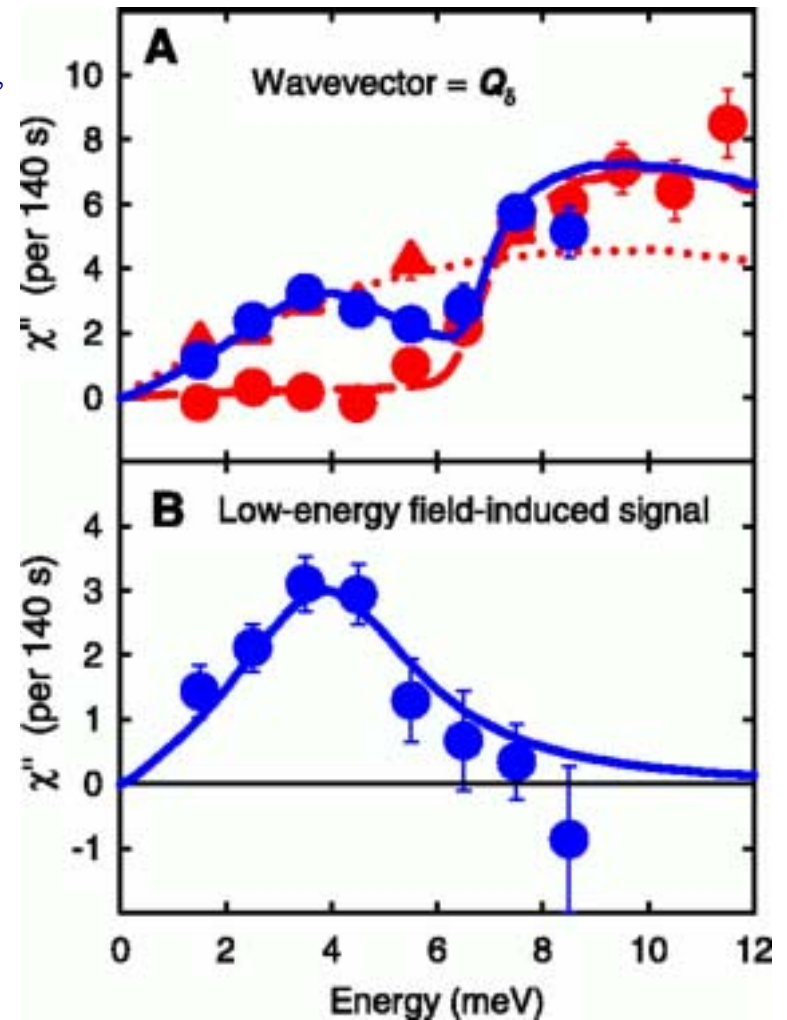 ,
A
Wavevector = Qδ
10
8
6
4
2
0
χ" (per 140 s)
B Low-energy field-induced signal
4
3
2
1
0
-1
χ" (per 140 s)
0 2 4 6 8 10 12
Energy (meV)